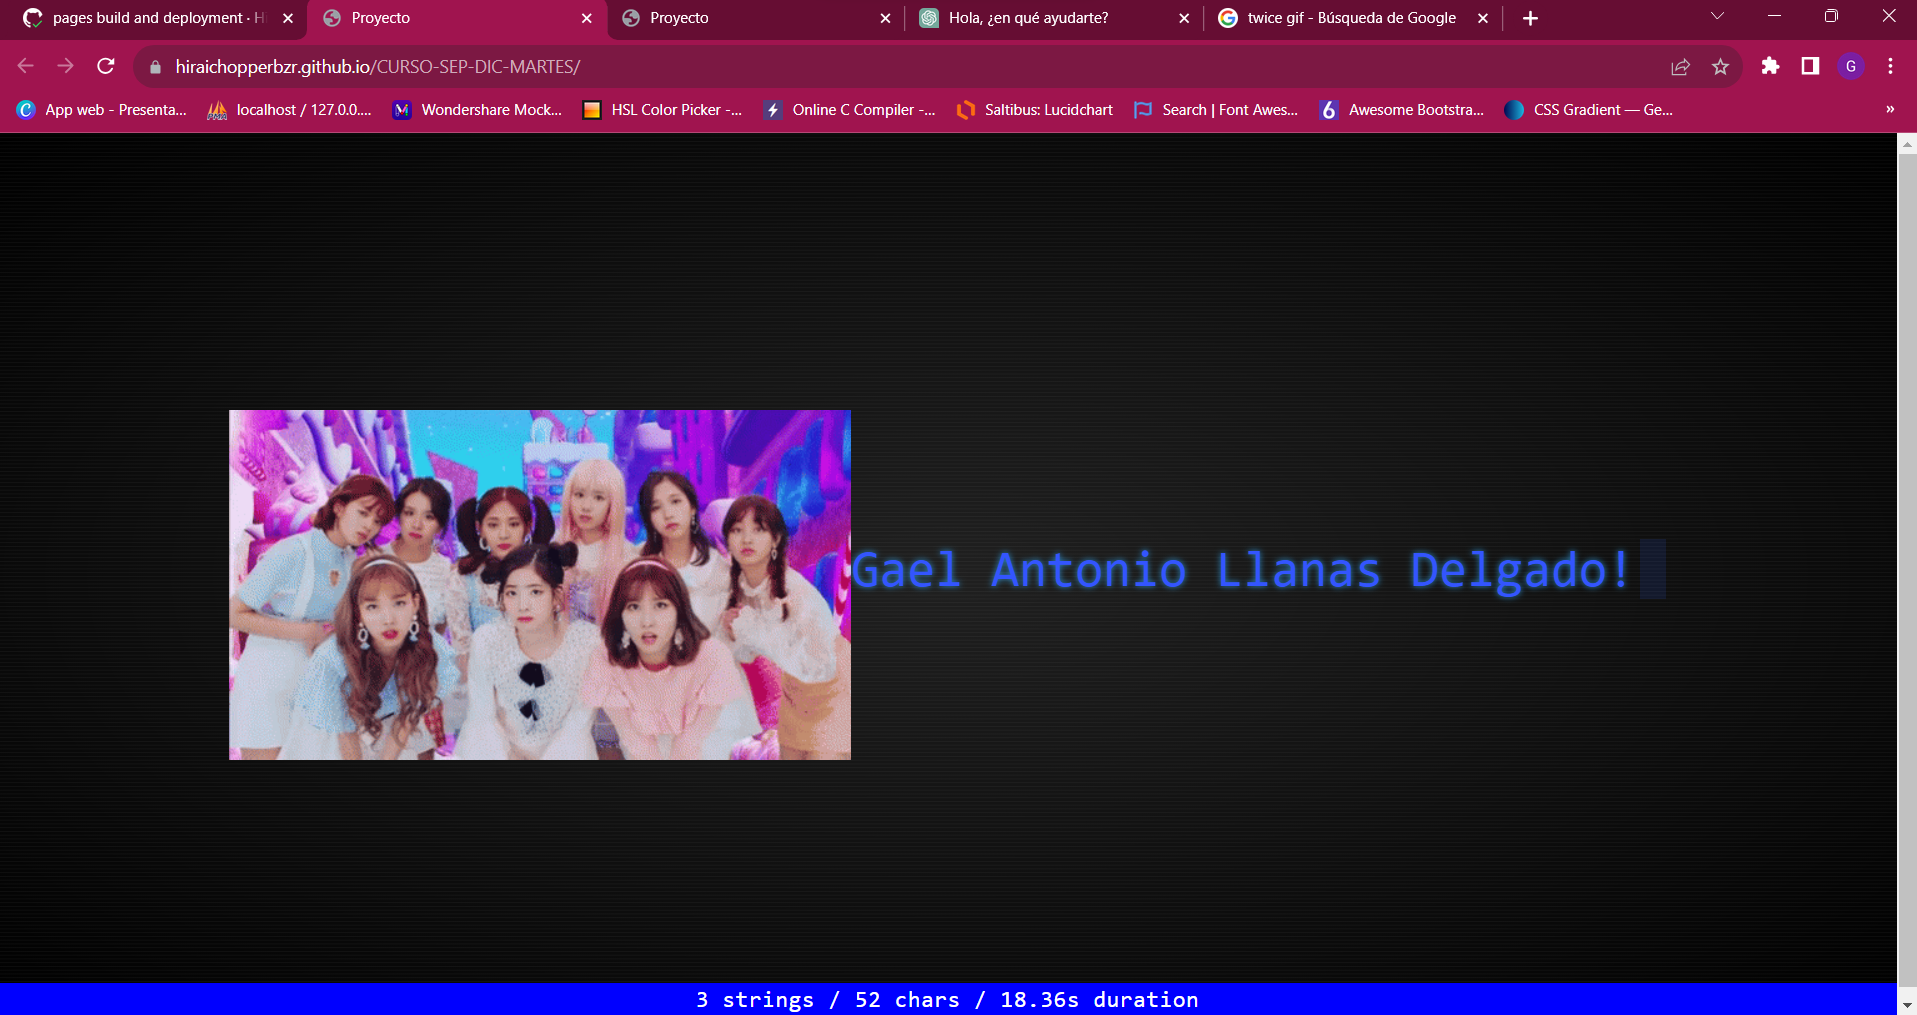 pages build and deployment · H
Proyecto
Proyecto
Hola, ¿en qué ayudarte?
twice gif - Búsqueda de Google
hiraichopperbzr.github.io/CURSO-SEP-DIC-MARTES/
G
App web - Presenta...
localhost / 127.0.0....
Wondershare Mock...
HSL Color Picker -...
Online C Compiler -...
Saltibus: Lucidchart
Search | Font Awes...
6
Awesome Bootstra...
CSS Gradient — Ge...
»
Gael Antonio Llanas Delgado!
3 strings / 52 chars / 18.36s duration